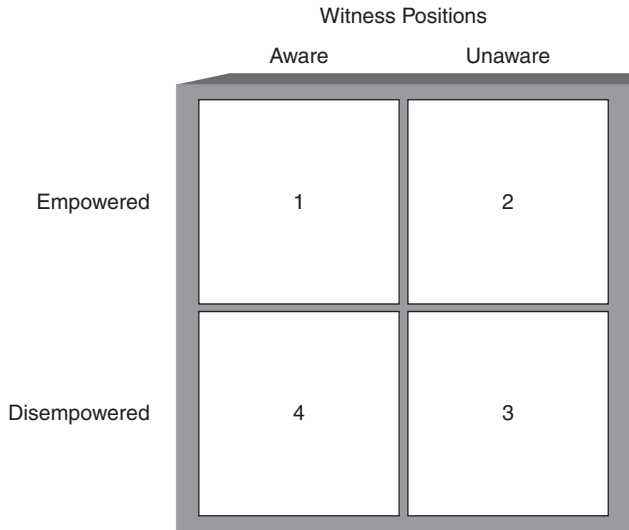 Witness Positions
Aware Unaware
Empowered 1 2
Disempowered 4 3